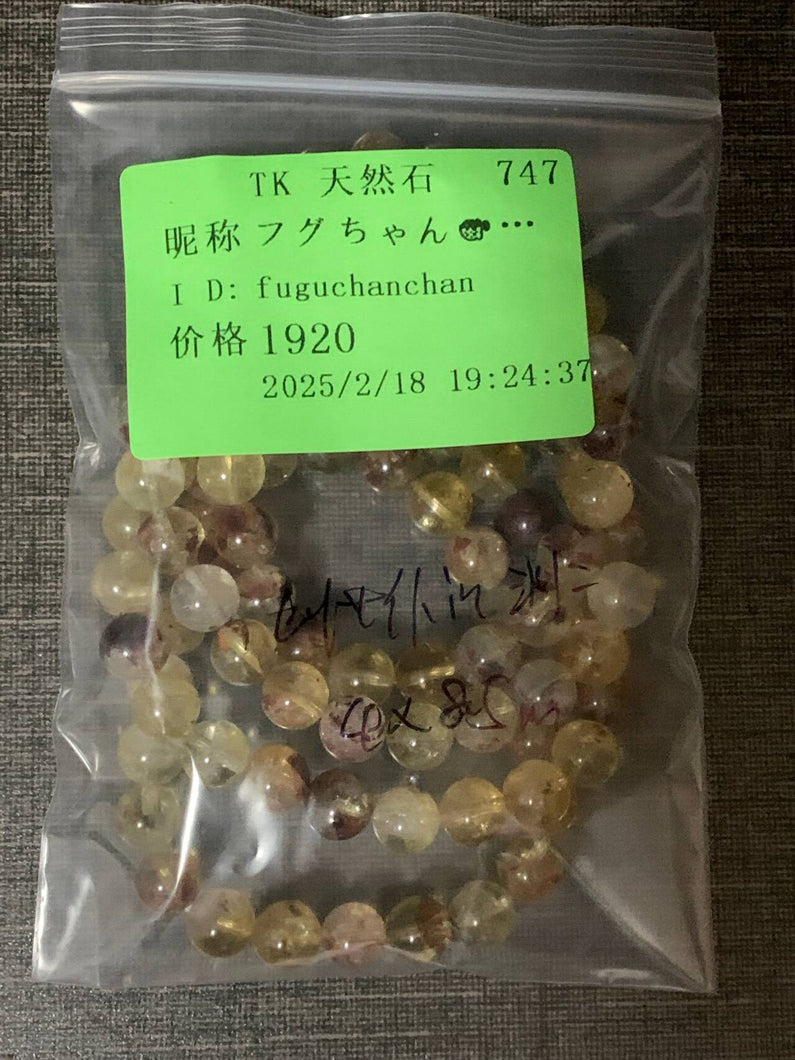 TK 天然石 747
昵称 フグちゃん…
I D: fuguchanchan
价格 1920
2025/2/18 19:24:37